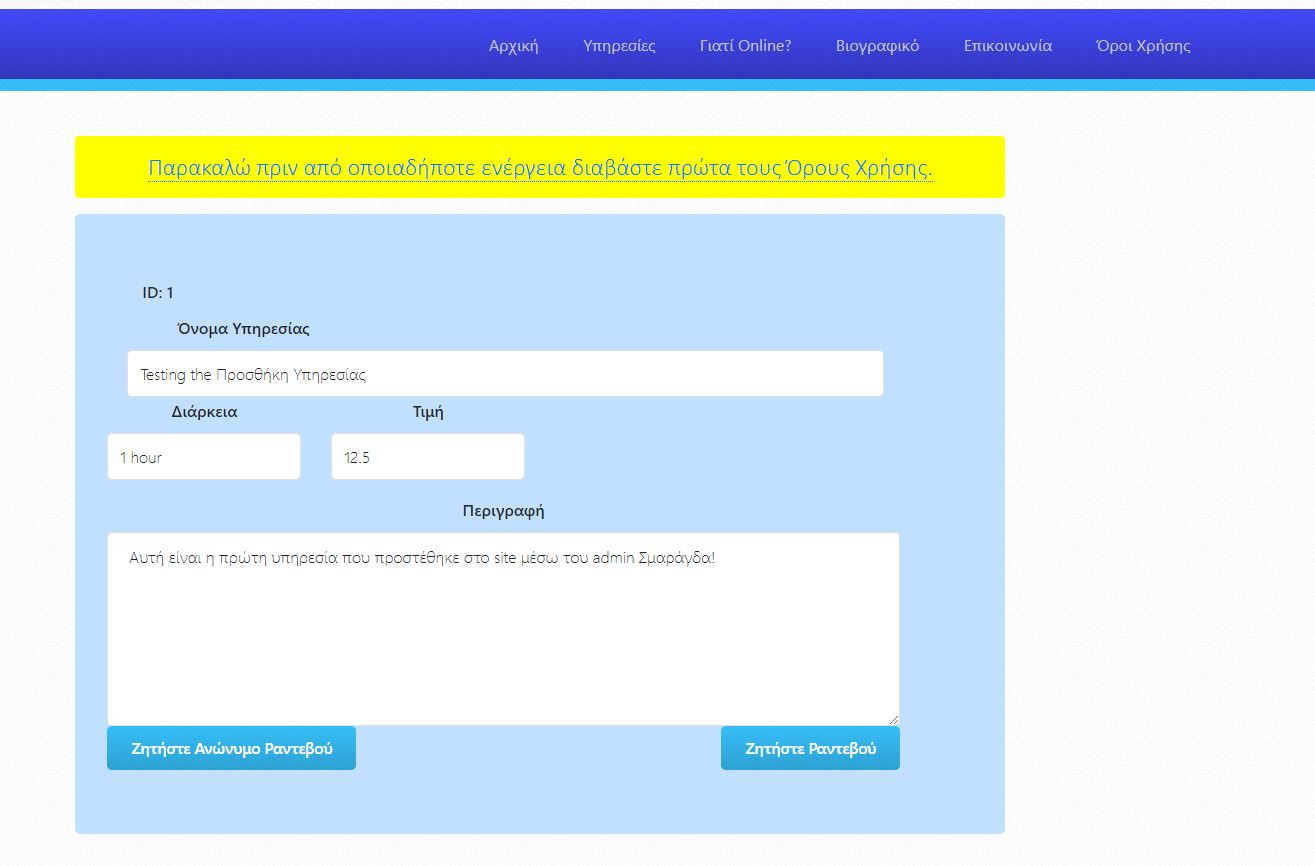 Αρχική Υπηρεσίες Γιατί Online? Βιογραφικό Επικοινωνία Όροι Χρήσης
Παρακαλώ πριν από οποιαδήποτε ενέργεια διαβάστε πρώτα τους Όρους Χρήσης.
ID: 1
Όνομα Υπηρεσίας
Testing the Προσθήκη Υπηρεσίας
Διάρκεια Τιμή
1 hour 12.5
Περιγραφή
Αυτή είναι η πρώτη υπηρεσία που προστέθηκε στο site μέσω του admin Σμαράγδα!
Ζητήστε Ανώνυμο Ραντεβού Ζητήστε Ραντεβού